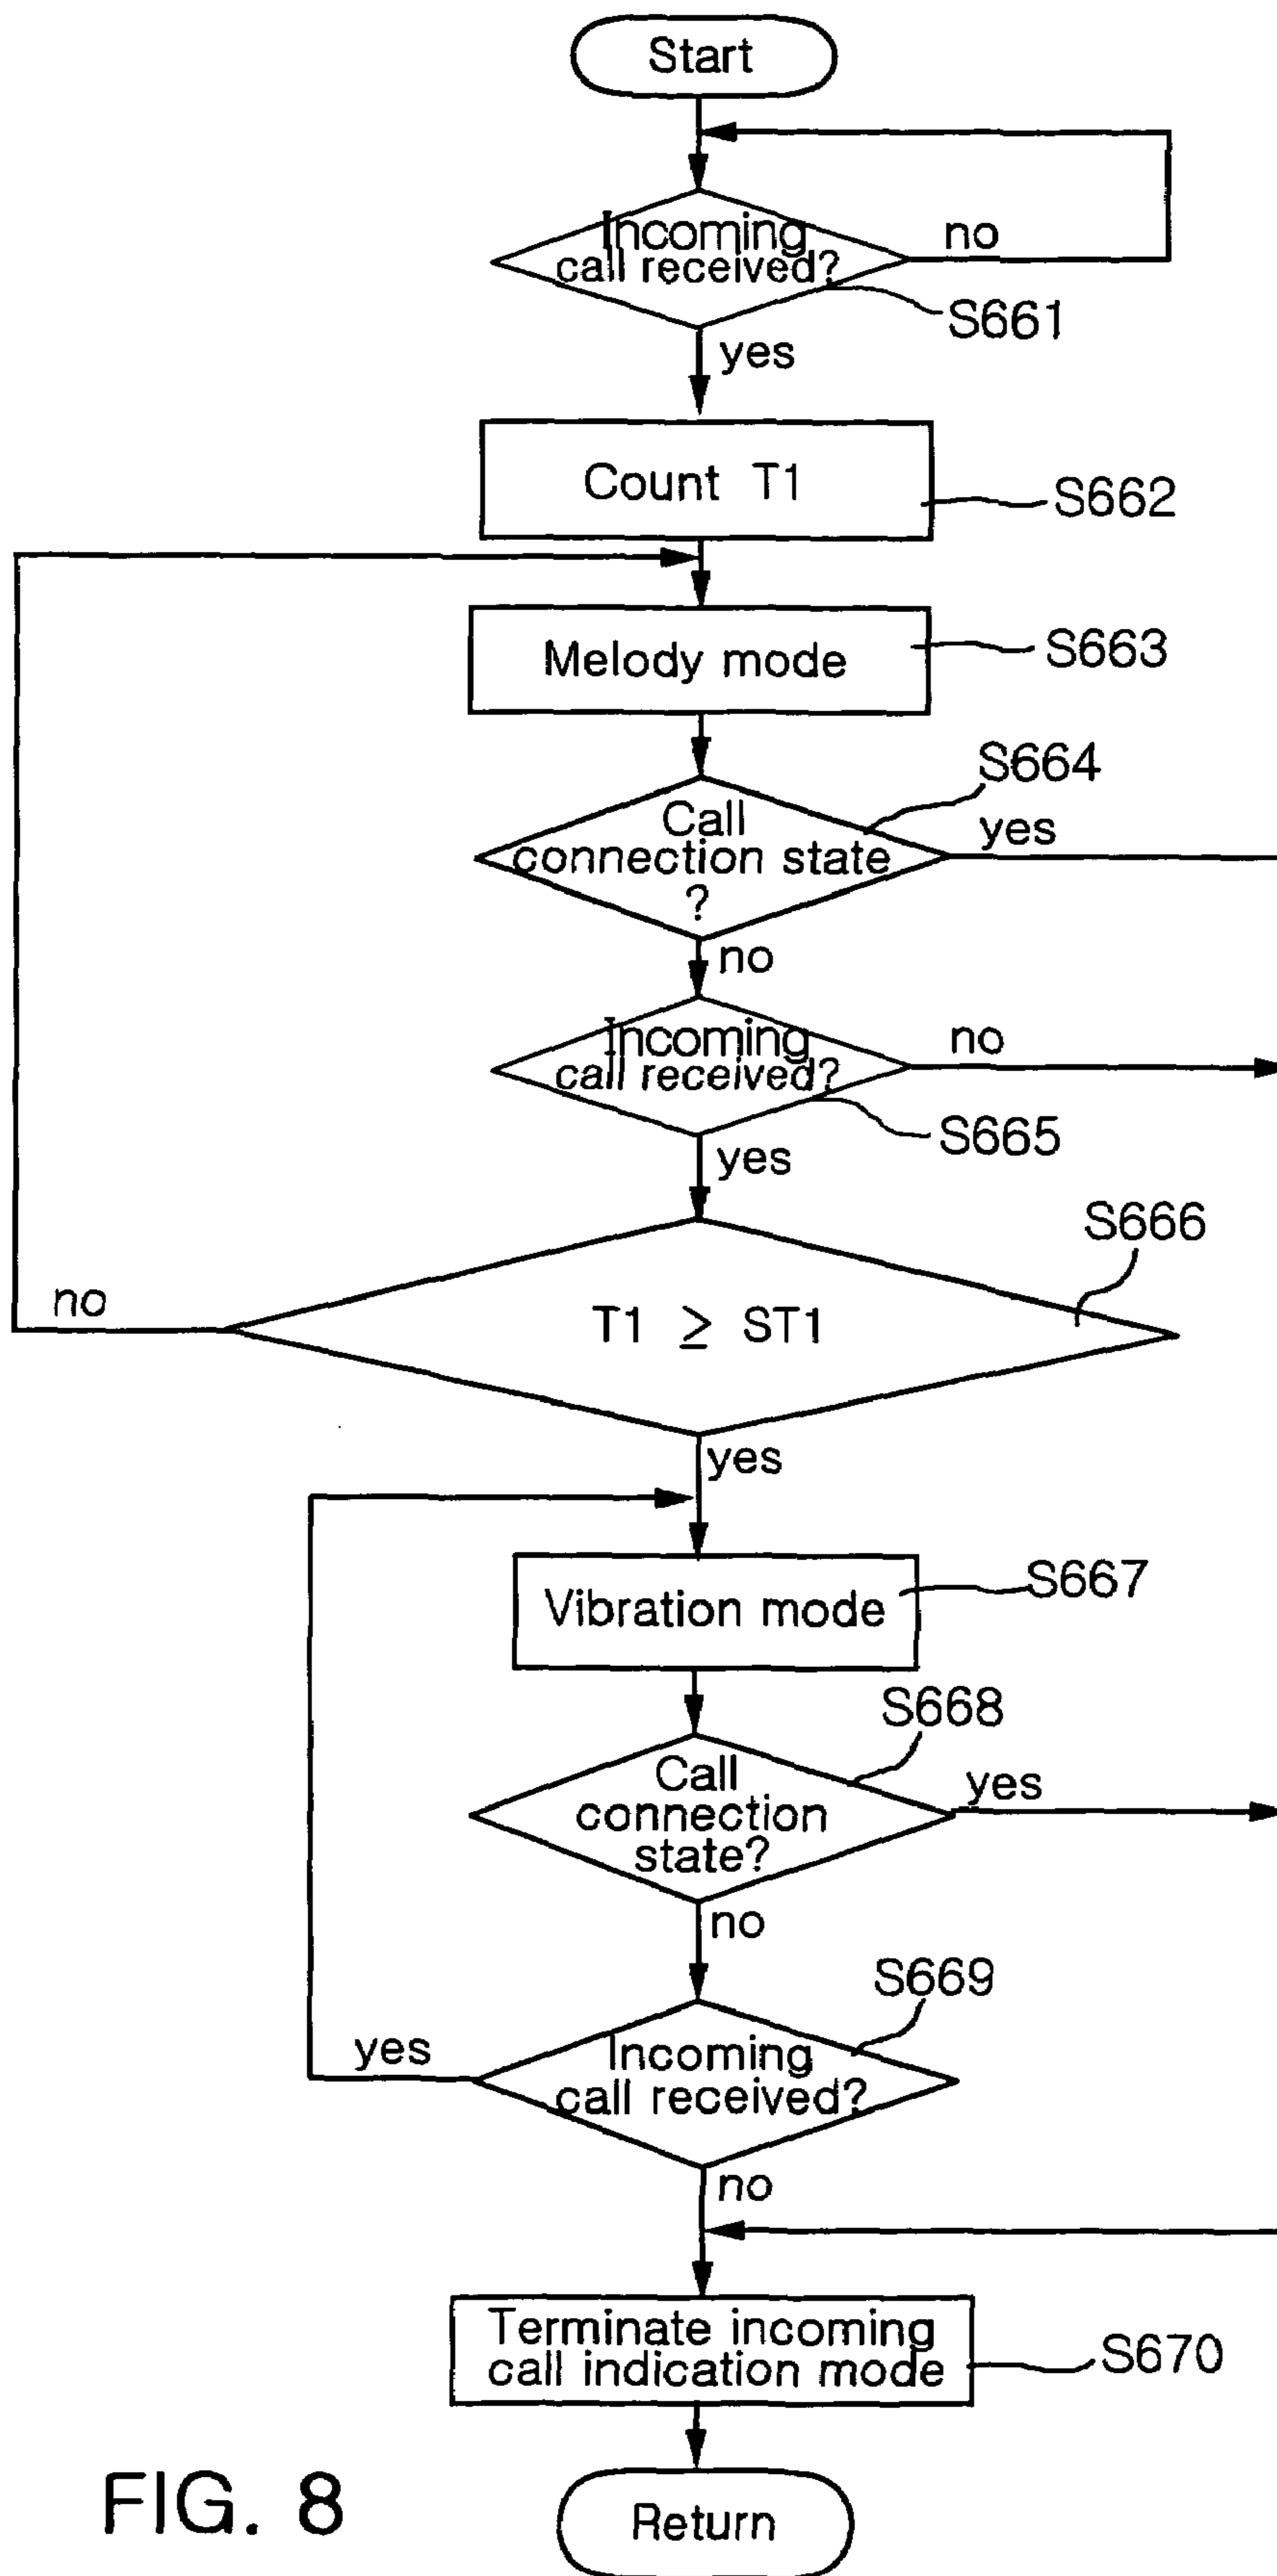 Start
Incoming
call received?
no
S661
yes
Count T1
S662
Melody mode
S663
S664
Call
connection state
?
yes
no
Incoming
call received?
no
S665
yes
S666
no
T1 ≥ ST1
yes
Vibration mode
S667
S668
Call
connection
state?
yes
no
S669
yes
Incoming
call received?
no
Terminate incoming
call indication mode
S670
FIG. 8
Return